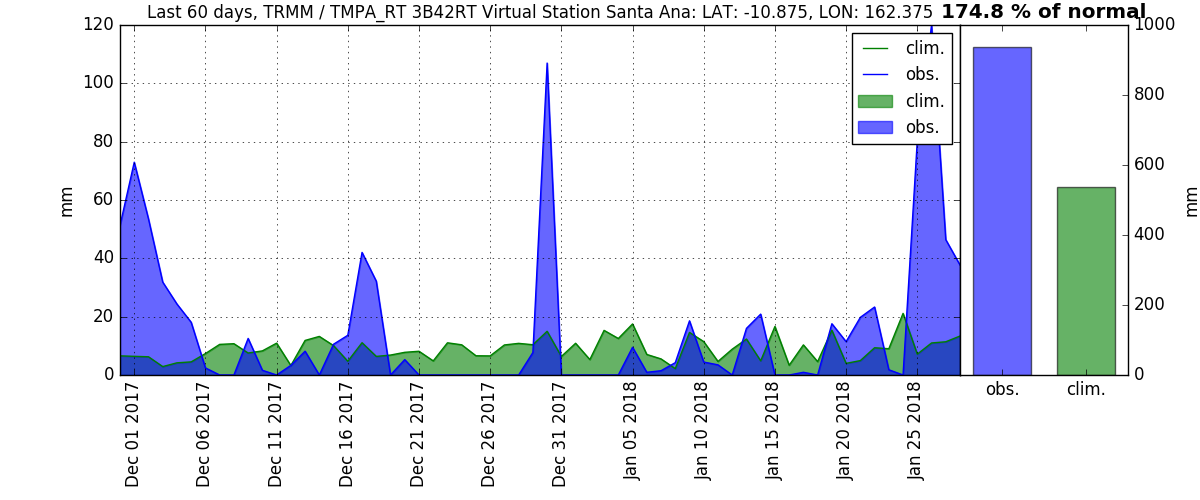 Last 60 days, TRMM / TMPA_RT 3B42RT Virtual Station Santa Ana: LAT: -10.875, LON: 162.375 174.8 % of normal
120
100
80
60
40
20
0
mm
clim.
obs.
clim.
obs.
1000
800
600
400
200
0
mm
obs.
clim.
Dec 01 2017
Dec 06 2017
Dec 11 2017
Dec 16 2017
Dec 21 2017
Dec 26 2017
Dec 31 2017
Jan 05 2018
Jan 10 2018
Jan 15 2018
Jan 20 2018
Jan 25 2018